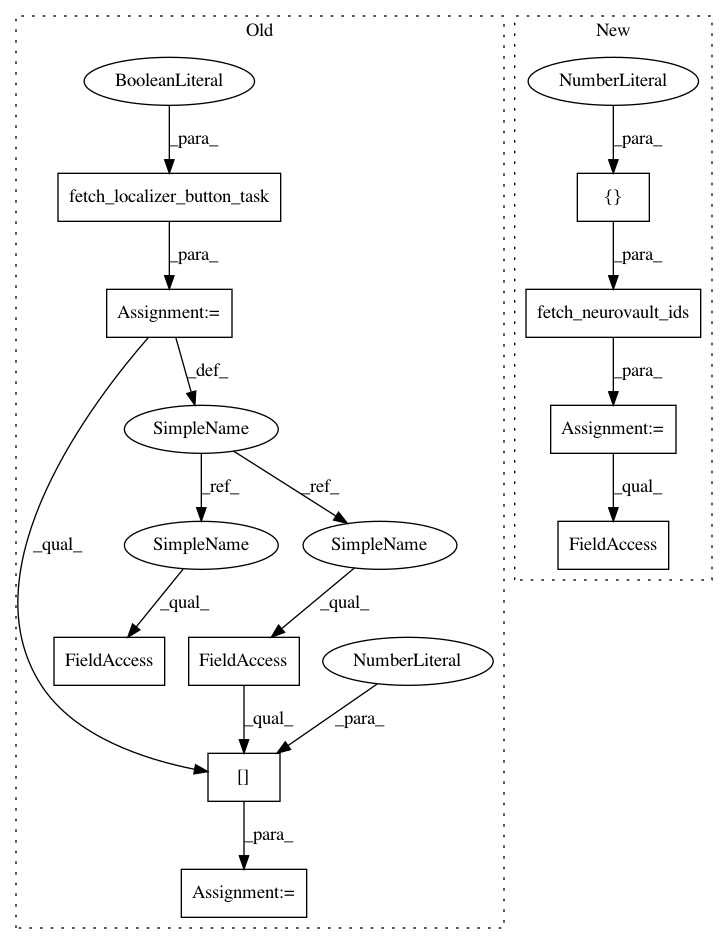 Old
New
BooleanLiteral
NumberLiteral
_para_
_para_
fetch_localizer_button_task
{}
_para_
_para_
Assignment:=
fetch_neurovault_ids
_def_
_para_
SimpleName
Assignment:=
_ref_
_ref_
_qual_
_qual_
SimpleName
SimpleName
FieldAccess
_qual_
_qual_
FieldAccess
FieldAccess
NumberLiteral
_qual_
_para_
[]
_para_
Assignment:=